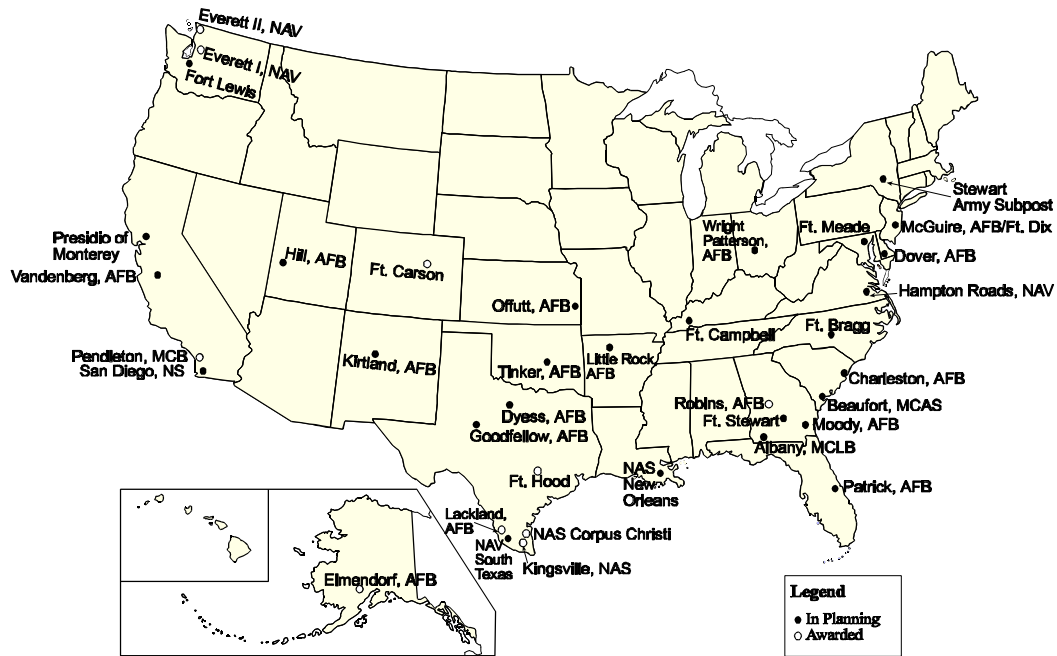 Everett II, NAV
Everett I, NAV
Fort Lewis
Stewart
Army Subpost
Presidio of
Monterey
Vandenberg, AFB
Hill, AFB
Ft. Carson
Wright
Patterson,
AFB
Ft. Meade
McGuire, AFB/Ft. Dix
Dover, AFB
Hampton Roads, NAV
Offutt, AFB
Ft. Campbell
Ft. Bragg
Pendleton, MCB
San Diego, NS
Kirtland, AFB
Tinker, AFB
Little Rock,
AFB
Charleston, AFB
Beaufort, MCAS
Robins, AFB
Ft. Stewart
Moody, AFB
Albany, MCLB
Dyess, AFB
Goodfellow, AFB
Ft. Hood
NAS
New
Orleans
Patrick, AFB
Lackland,
AFB
NAV
South
Texas
NAS Corpus Christi
Kingsville, NAS
Elmendorf, AFB
Legend
In Planning
Awarded